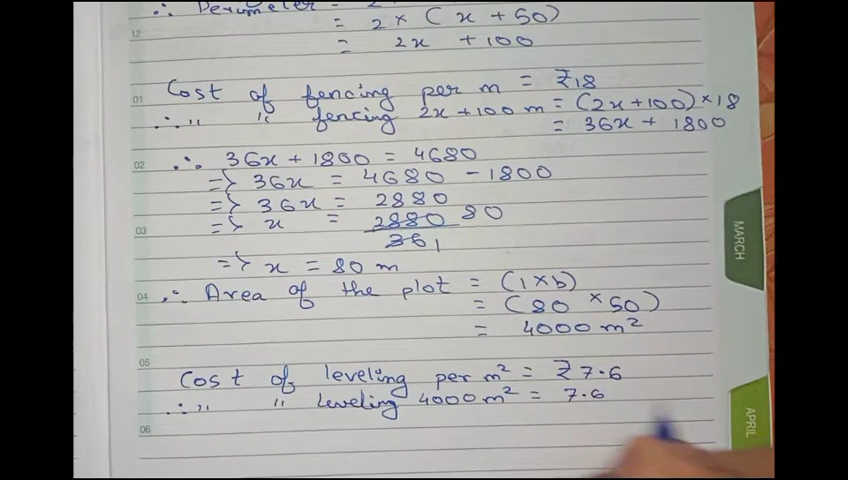 ∴ Perimeter = 2
= 2 × (x + 50)
= 2x + 100
Cost of fencing per m = ₹18
∴ " " fencing 2x+100 m = (2x+100) × 18
= 36x + 1800
∴ 36x + 1800 = 4680
=> 36x = 4680 - 1800
=> 36x = 2880
=> x = 2880 80
36 1
=> x = 80 m
∴ Area of the plot = (l × b)
= (80 × 50)
= 4000 m²
Cost of leveling per m² = ₹7.6
∴ " " leveling 4000 m² = 7.6
12
01
02
03
04
05
06
MARCH
APRIL